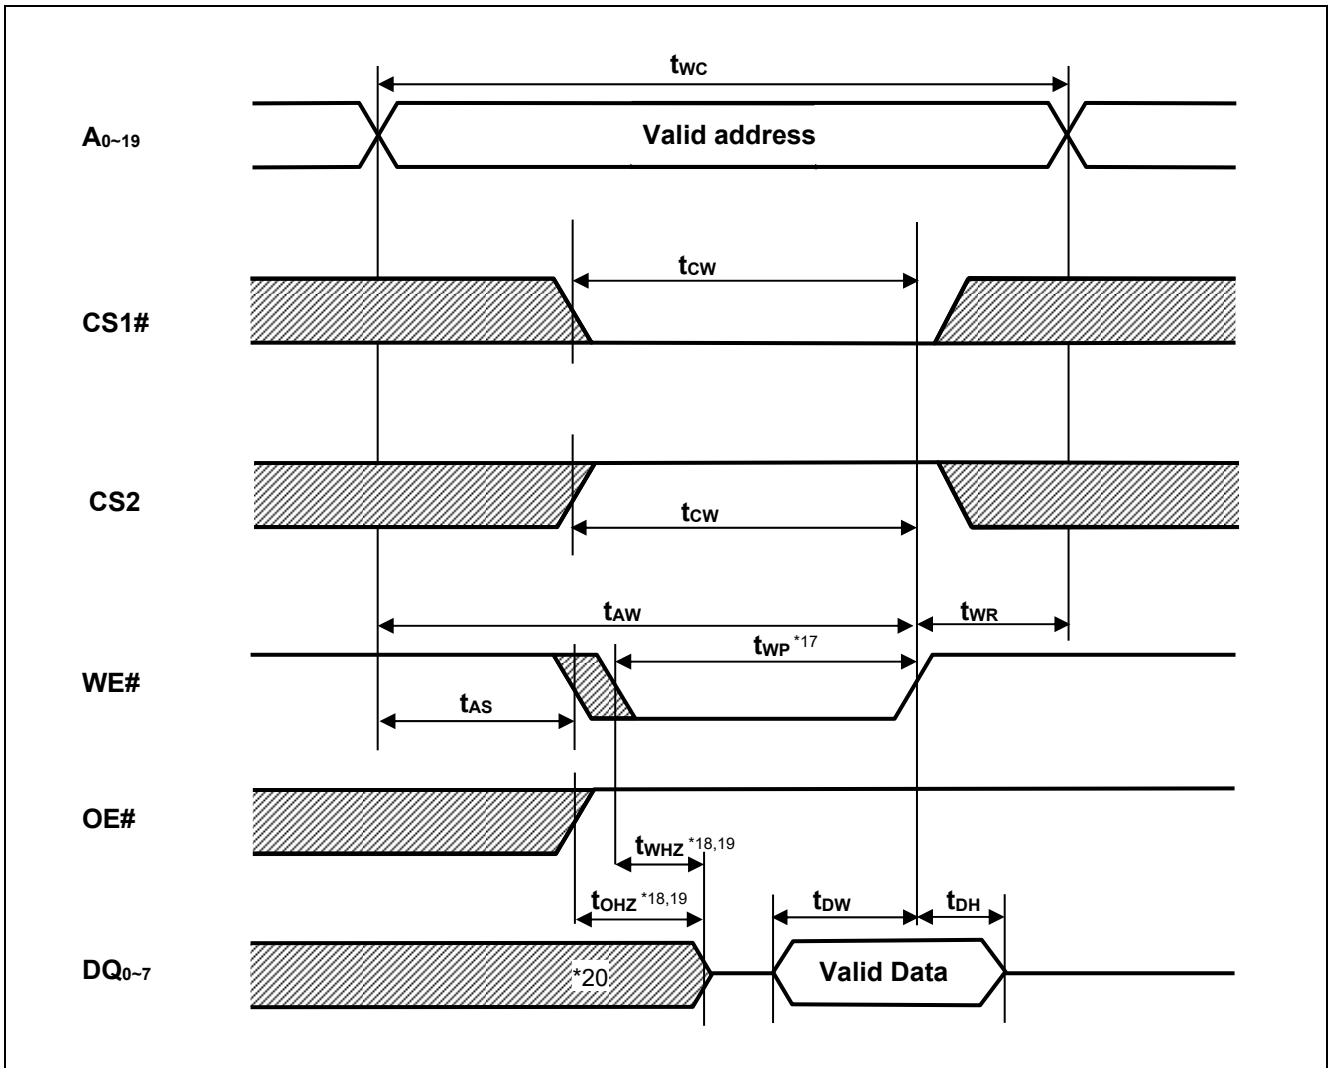 tWC
A0~19
Valid address
tCW
CS1#
CS2
tCW
tAW
tWR
tWP *17
WE#
tAS
OE#
tWHZ *18,19
tOHZ *18,19
tDW
tDH
DQ0~7
*20
Valid Data